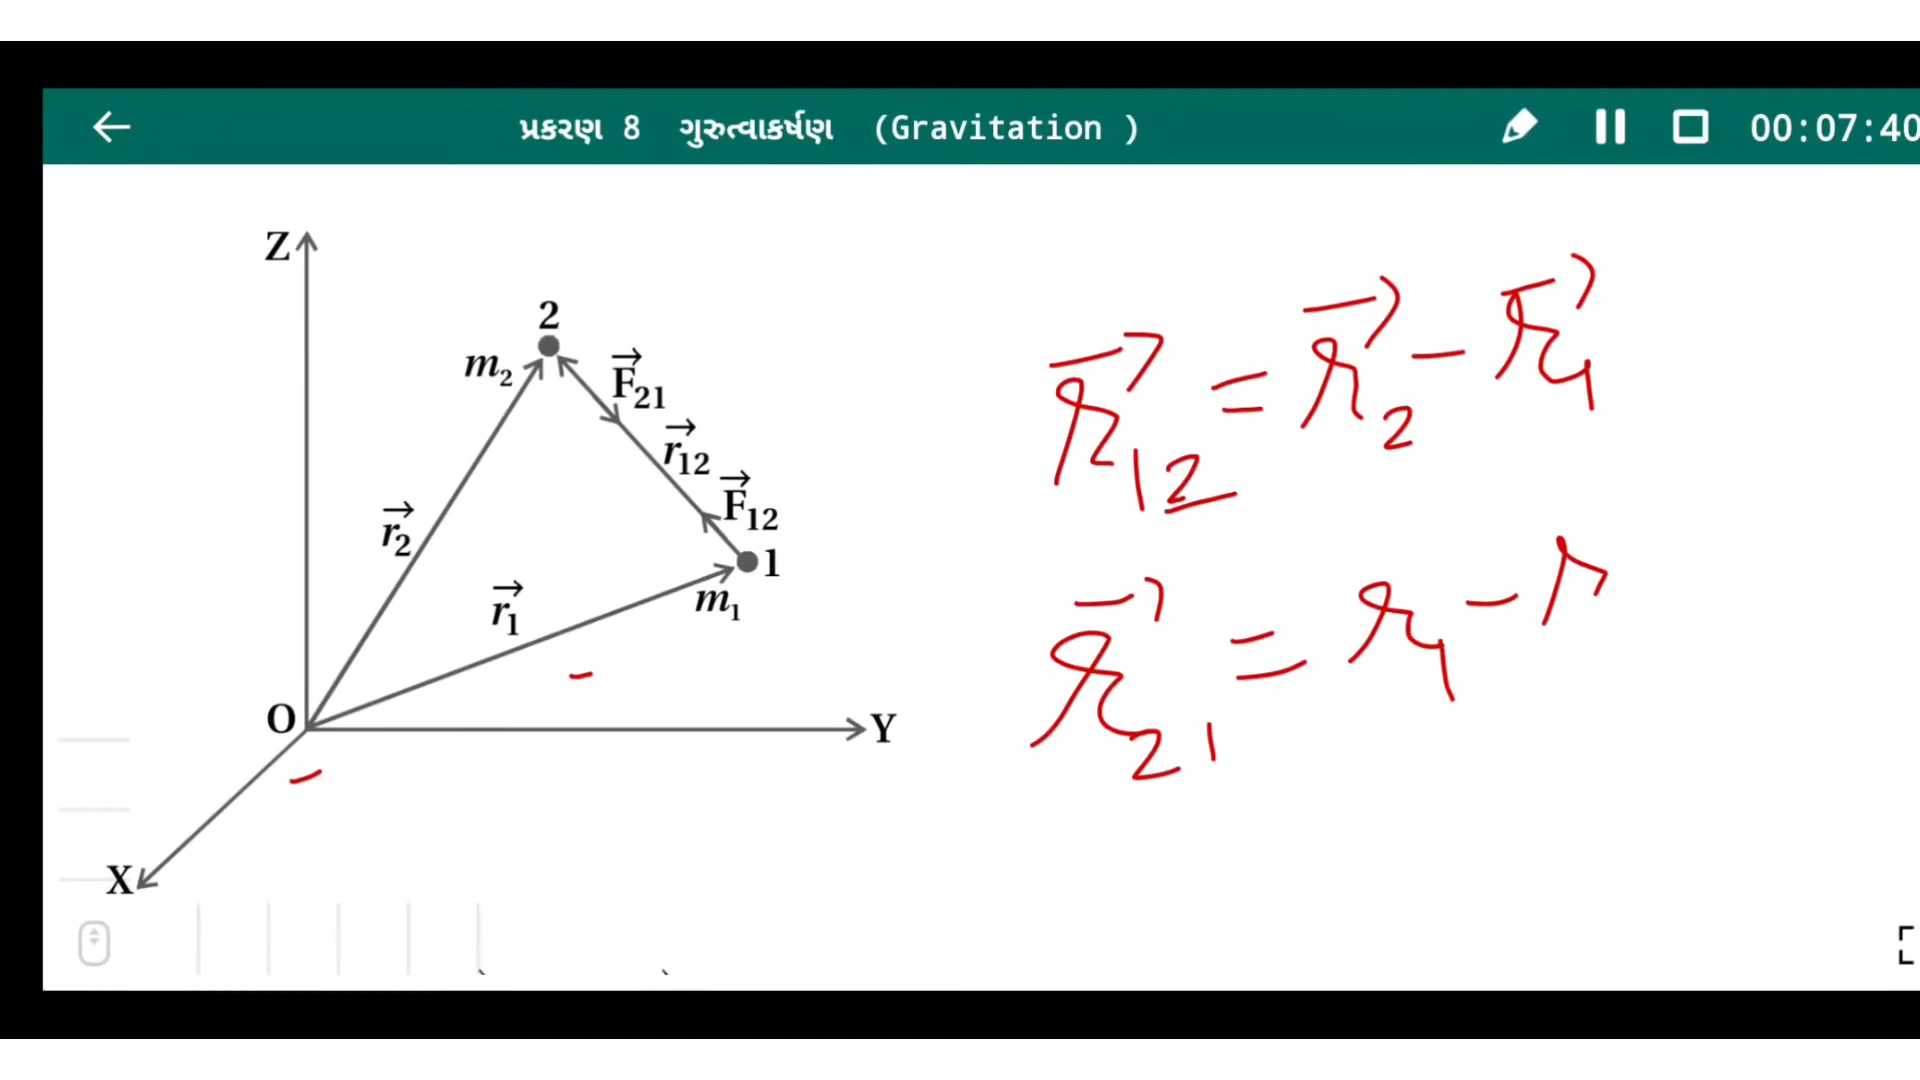 પ્રકરણ 8 ગુરુત્વાકર્ષણ (Gravitation ) 00:07:40
Z
2
m₂
F⃗₂₁
r⃗₁₂
F⃗₁₂
1
m₁
r⃗₂
r⃗₁
O
Y
X
r⃗₁₂ = r⃗₂ − r⃗₁
r⃗₂₁ = r₁ − r